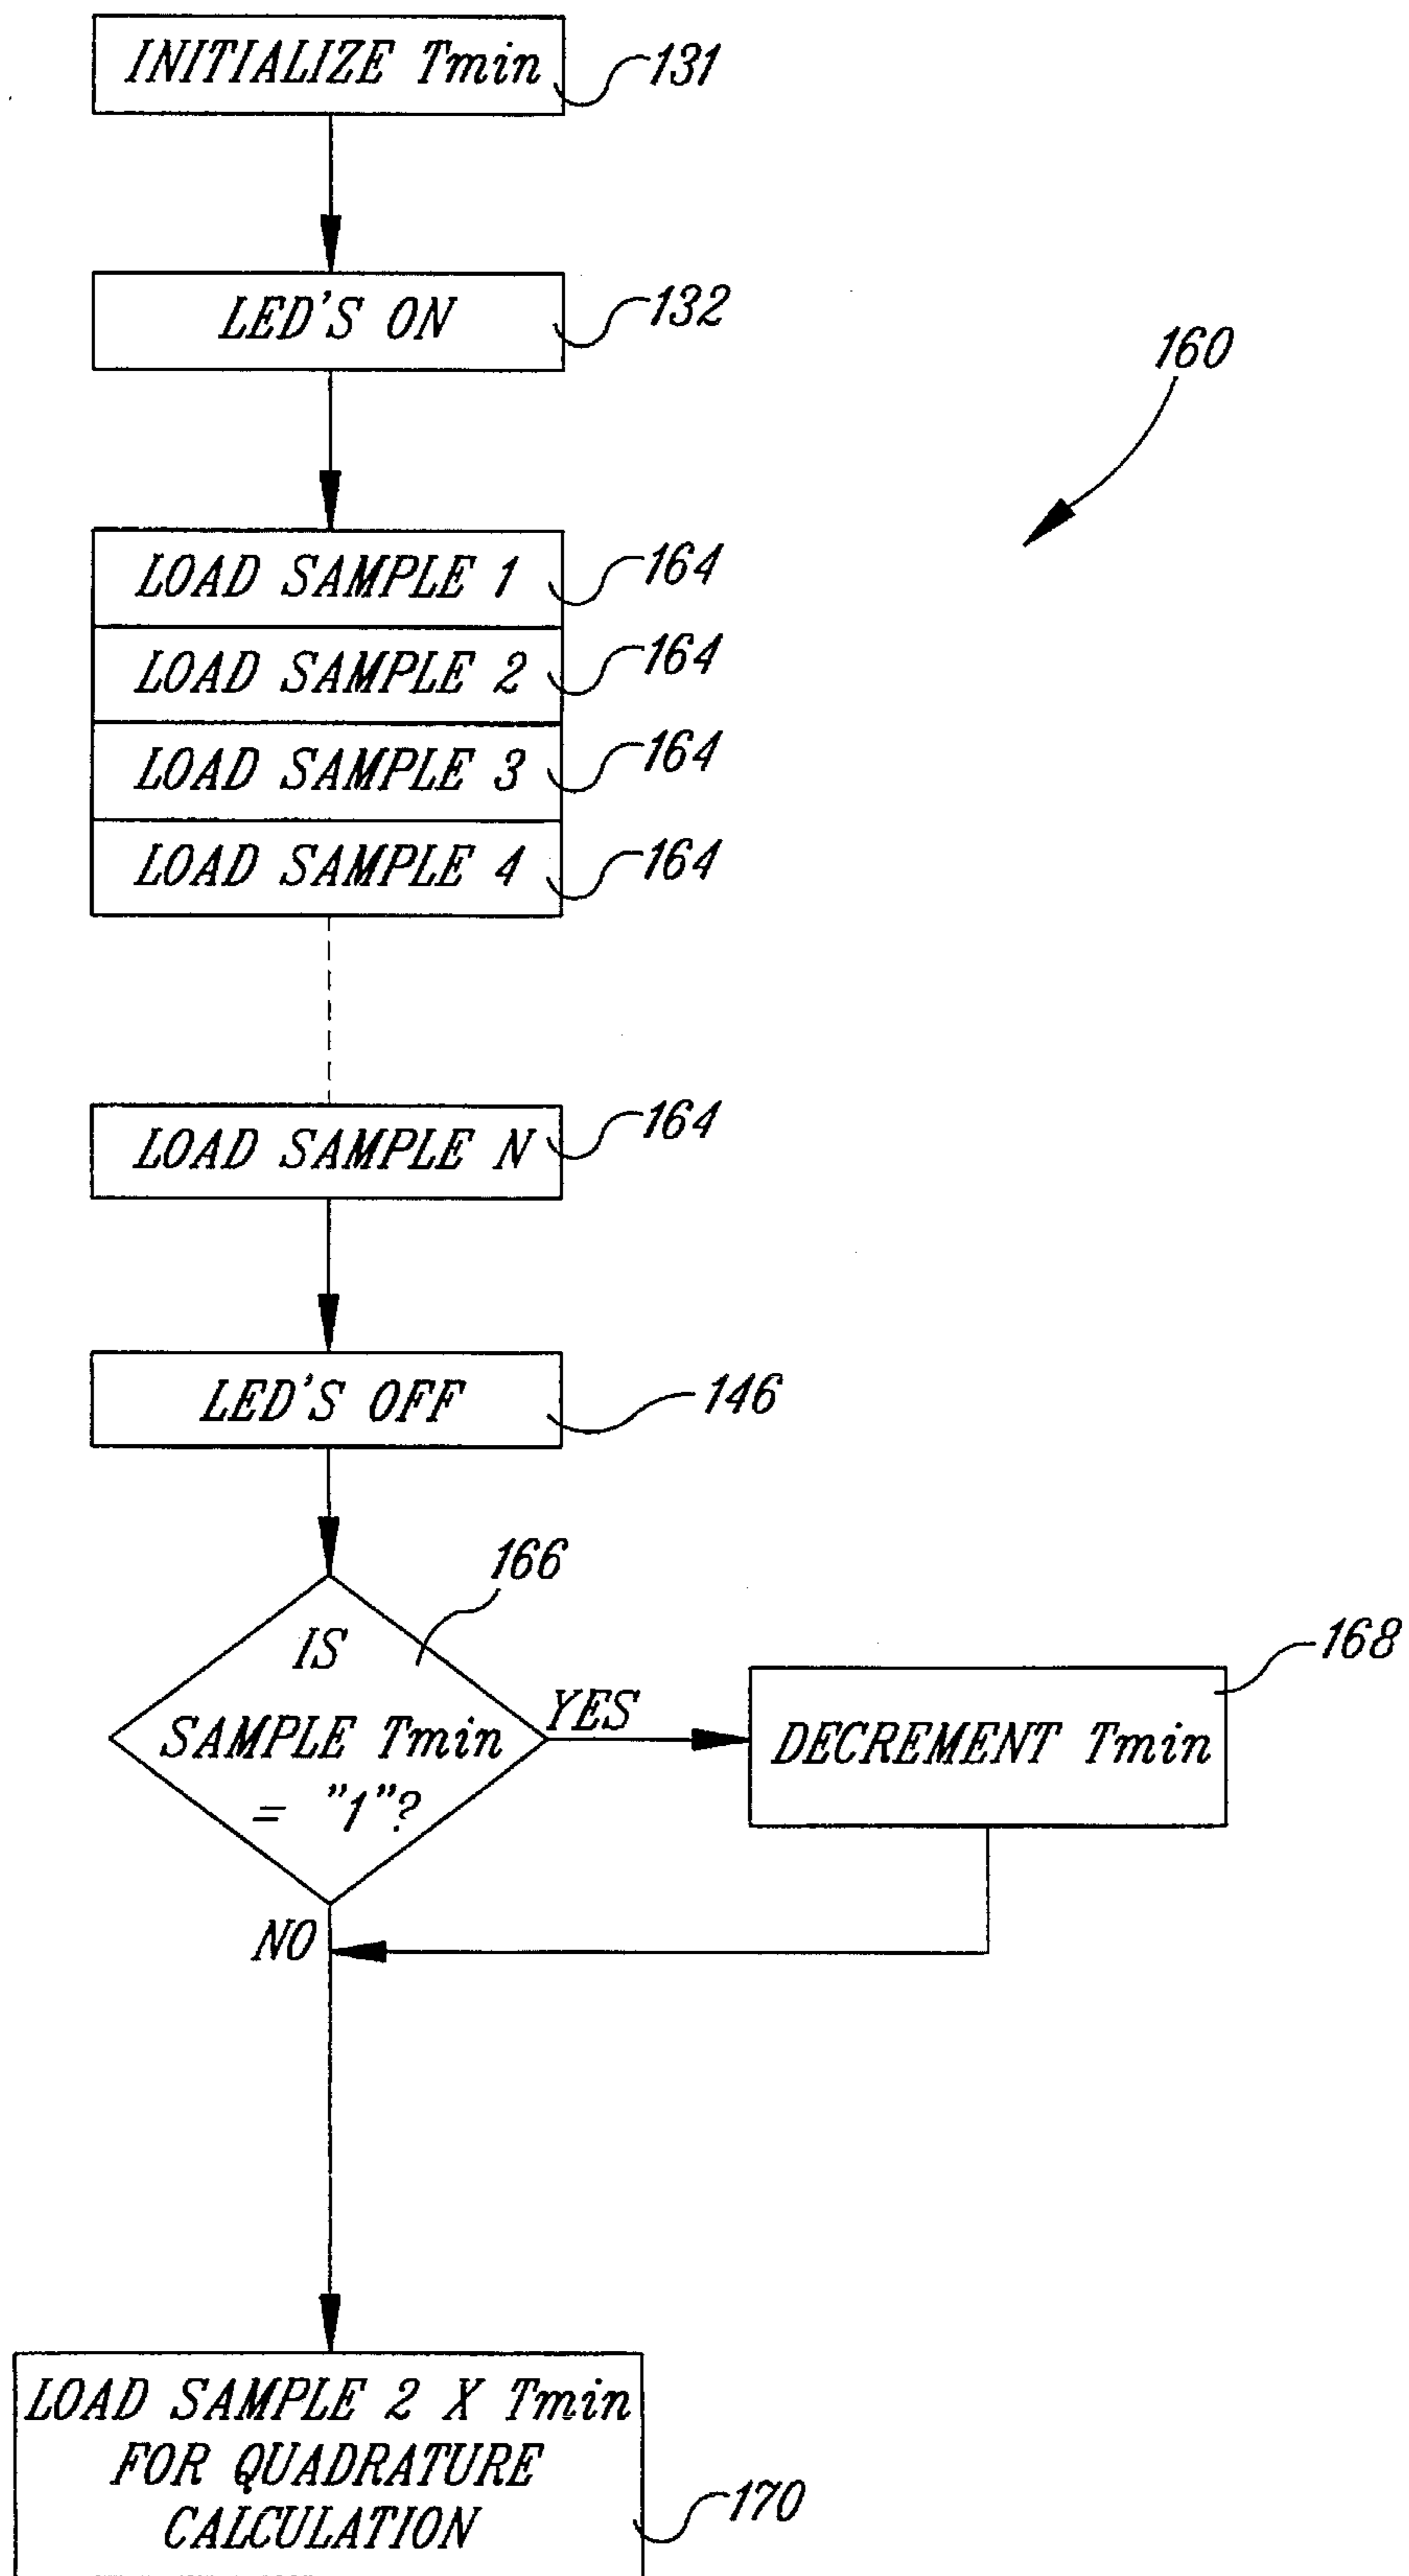 INITIALIZE Tmin
131
LED'S ON
132
160
LOAD SAMPLE 1
164
LOAD SAMPLE 2
164
LOAD SAMPLE 3
164
LOAD SAMPLE 4
164
LOAD SAMPLE N
164
LED'S OFF
146
166
IS
SAMPLE Tmin
= "1"?
YES
168
DECREMENT Tmin
NO
LOAD SAMPLE 2 X Tmin
FOR QUADRATURE
CALCULATION
170